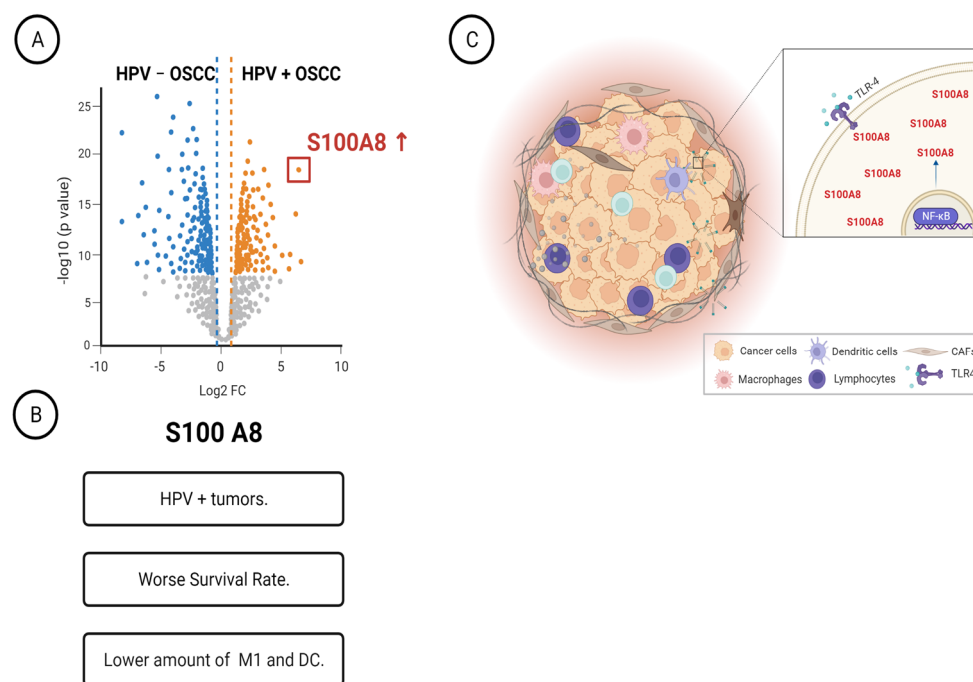 A
HPV – OSCC
HPV + OSCC
S100A8 ↑
-log10 (p value)
25
20
15
10
5
0
-10
-5
0
5
10
Log2 FC
B
S100 A8
HPV + tumors.
Worse Survival Rate.
Lower amount of M1 and DC.
C
TLR-4
S100A8
S100A8
S100A8
S100A8
S100A8
S100A8
S100A8
NF-κB
Cancer cells
Dendritic cells
CAFs
Macrophages
Lymphocytes
TLR4